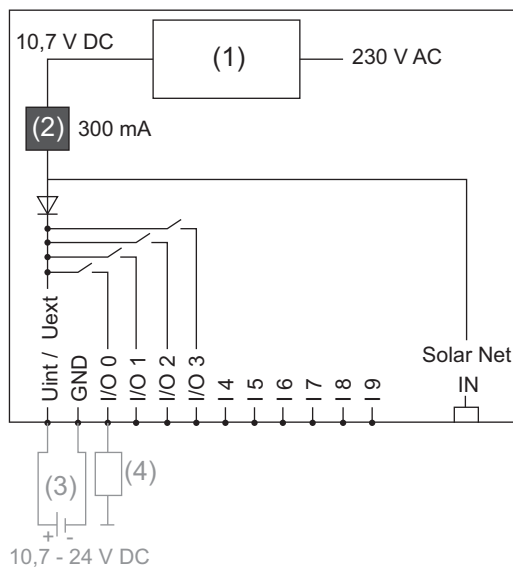 10,7 V DC
(1)
230 V AC
(2)
300 mA
Uint / Uext
GND
I/O 0
I/O 1
I/O 2
I/O 3
I 4
I 5
I 6
I 7
I 8
I 9
Solar Net
IN
(3)
(4)
+ -
10,7 - 24 V DC